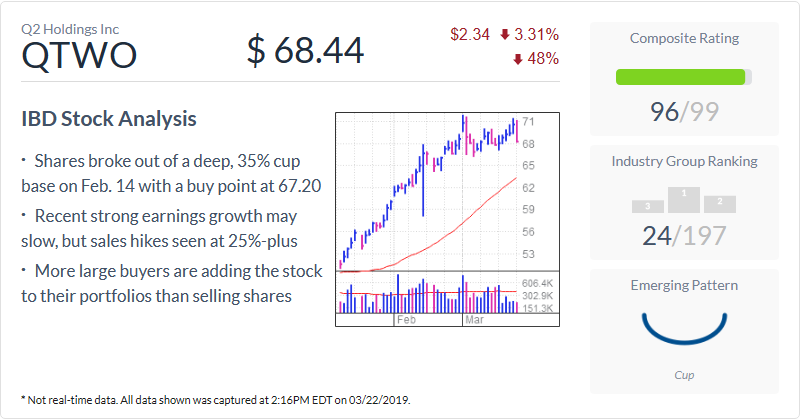 Q2 Holdings Inc
QTWO
$ 68.44
$2.34 3.31%
48%
IBD Stock Analysis
· Shares broke out of a deep, 35% cup
base on Feb. 14 with a buy point at 67.20
· Recent strong earnings growth may
slow, but sales hikes seen at 25%-plus
· More large buyers are adding the stock
to their portfolios than selling shares
71
68
65
62
59
56
53
606.4K
302.9K
151.3K
Feb
Mar
Composite Rating
96/99
Industry Group Ranking
3 1 2
24/197
Emerging Pattern
Cup
* Not real-time data. All data shown was captured at 2:16PM EDT on 03/22/2019.